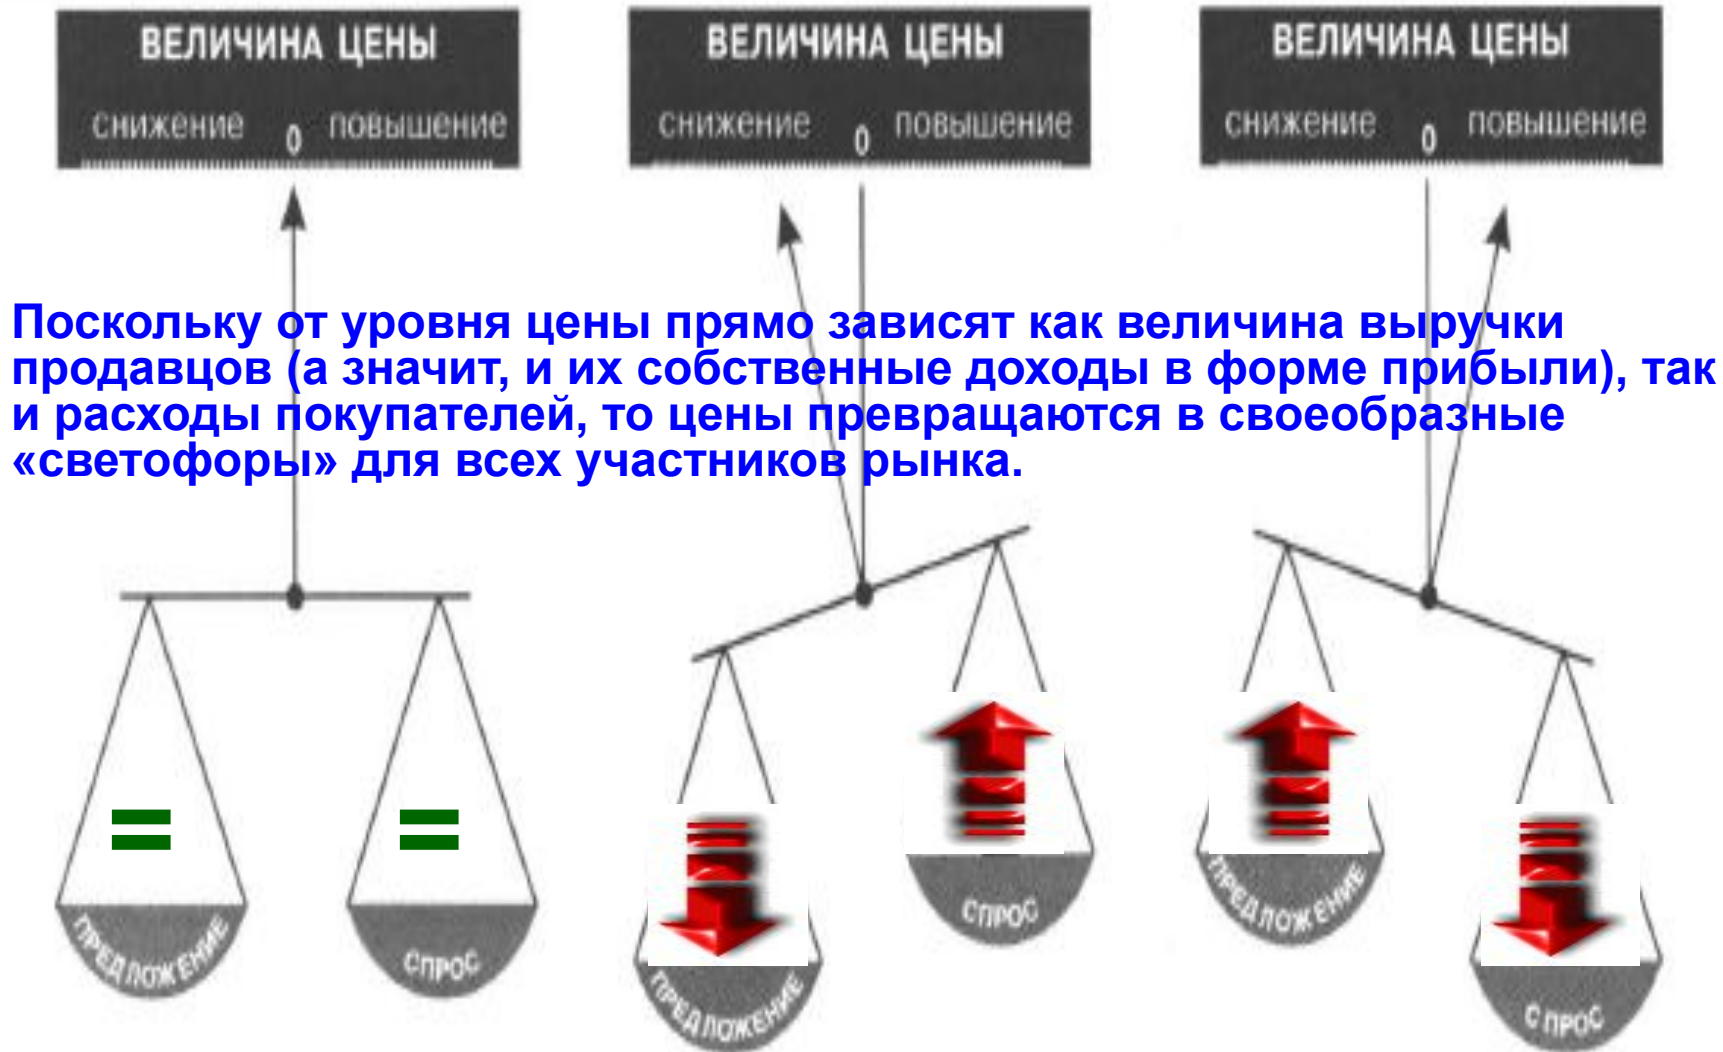 ВЕЛИЧИНА ЦЕНЫ
снижение 0 повышение
ВЕЛИЧИНА ЦЕНЫ
снижение 0 повышение
ВЕЛИЧИНА ЦЕНЫ
снижение 0 повышение
Поскольку от уровня цены прямо зависят как величина выручки
продавцов (а значит, и их собственные доходы в форме прибыли), так
и расходы покупателей, то цены превращаются в своеобразные
«светофоры» для всех участников рынка.
= =
ПРЕДЛОЖЕНИЕ
СПРОС
ПРЕДЛОЖЕНИЕ
СПРОС
ПРЕДЛОЖЕНИЕ
СПРОС